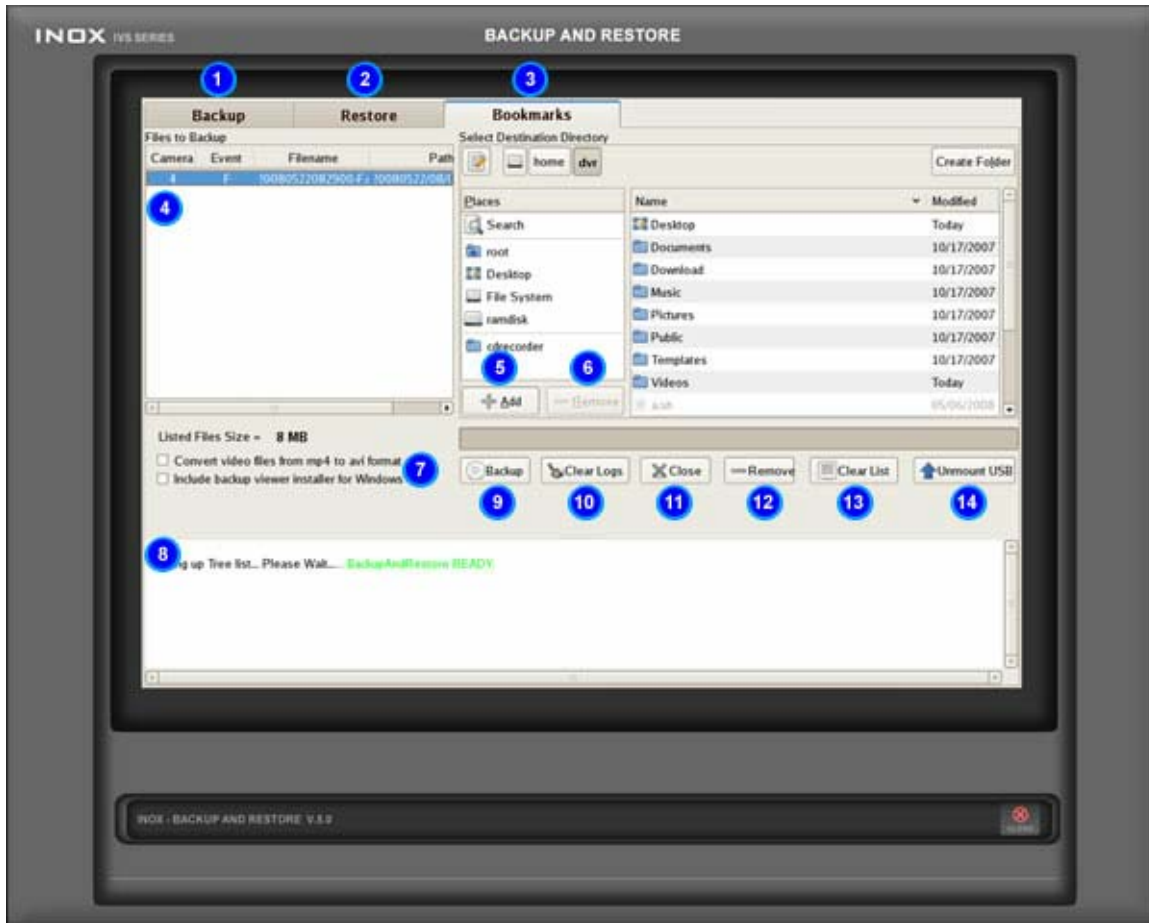 INOX IVS SERIES
BACKUP AND RESTORE
1
2
3
Backup
Restore
Bookmarks
Files to Backup
Select Destination Directory
Camera Event Filename Path
home dvr
Create Folder
4 F
4
Places
Name Modified
Search
Desktop Today
root
Documents 10/17/2007
Desktop
Download 10/17/2007
File System
Music 10/17/2007
ramdisk
Pictures 10/17/2007
cdrecorder
Public 10/17/2007
5
6
Templates 10/17/2007
Videos Today
Add
Remove
05/06/2008
Listed Files Size = 8 MB
Convert video files from mp4 to avi format
Include backup viewer installer for Windows
7
Backup
Clear Logs
Close
Remove
Clear List
Unmount USB
9
10
11
12
13
14
8
up Tree list... Please Wait..... BackupAndRestore READY.
INOX - BACKUP AND RESTORE V.5.0
CLOSE